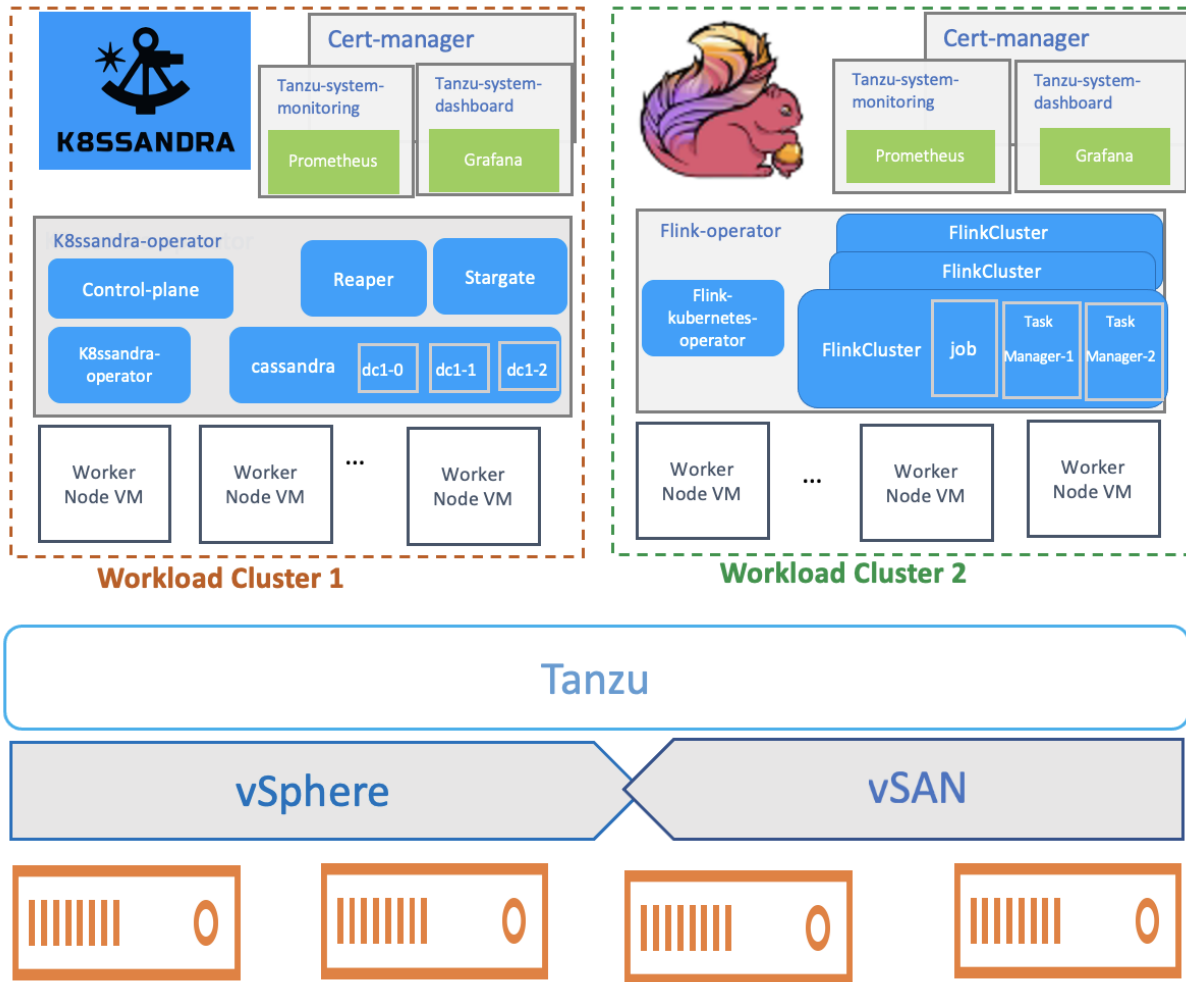 K8SSANDRA
Cert-manager
Tanzu-system-
monitoring
Prometheus
Tanzu-system-
dashboard
Grafana
K8ssandra-operator
Control-plane
Reaper
Stargate
K8ssandra-
operator
cassandra
dc1-0
dc1-1
dc1-2
Worker
Node VM
Worker
Node VM
...
Worker
Node VM
Workload Cluster 1
Cert-manager
Tanzu-system-
monitoring
Prometheus
Tanzu-system-
dashboard
Grafana
Flink-operator
FlinkCluster
FlinkCluster
Flink-
kubernetes-
operator
FlinkCluster
job
Task
Manager-1
Task
Manager-2
Worker
Node VM
...
Worker
Node VM
Worker
Node VM
Workload Cluster 2
Tanzu
vSphere
vSAN